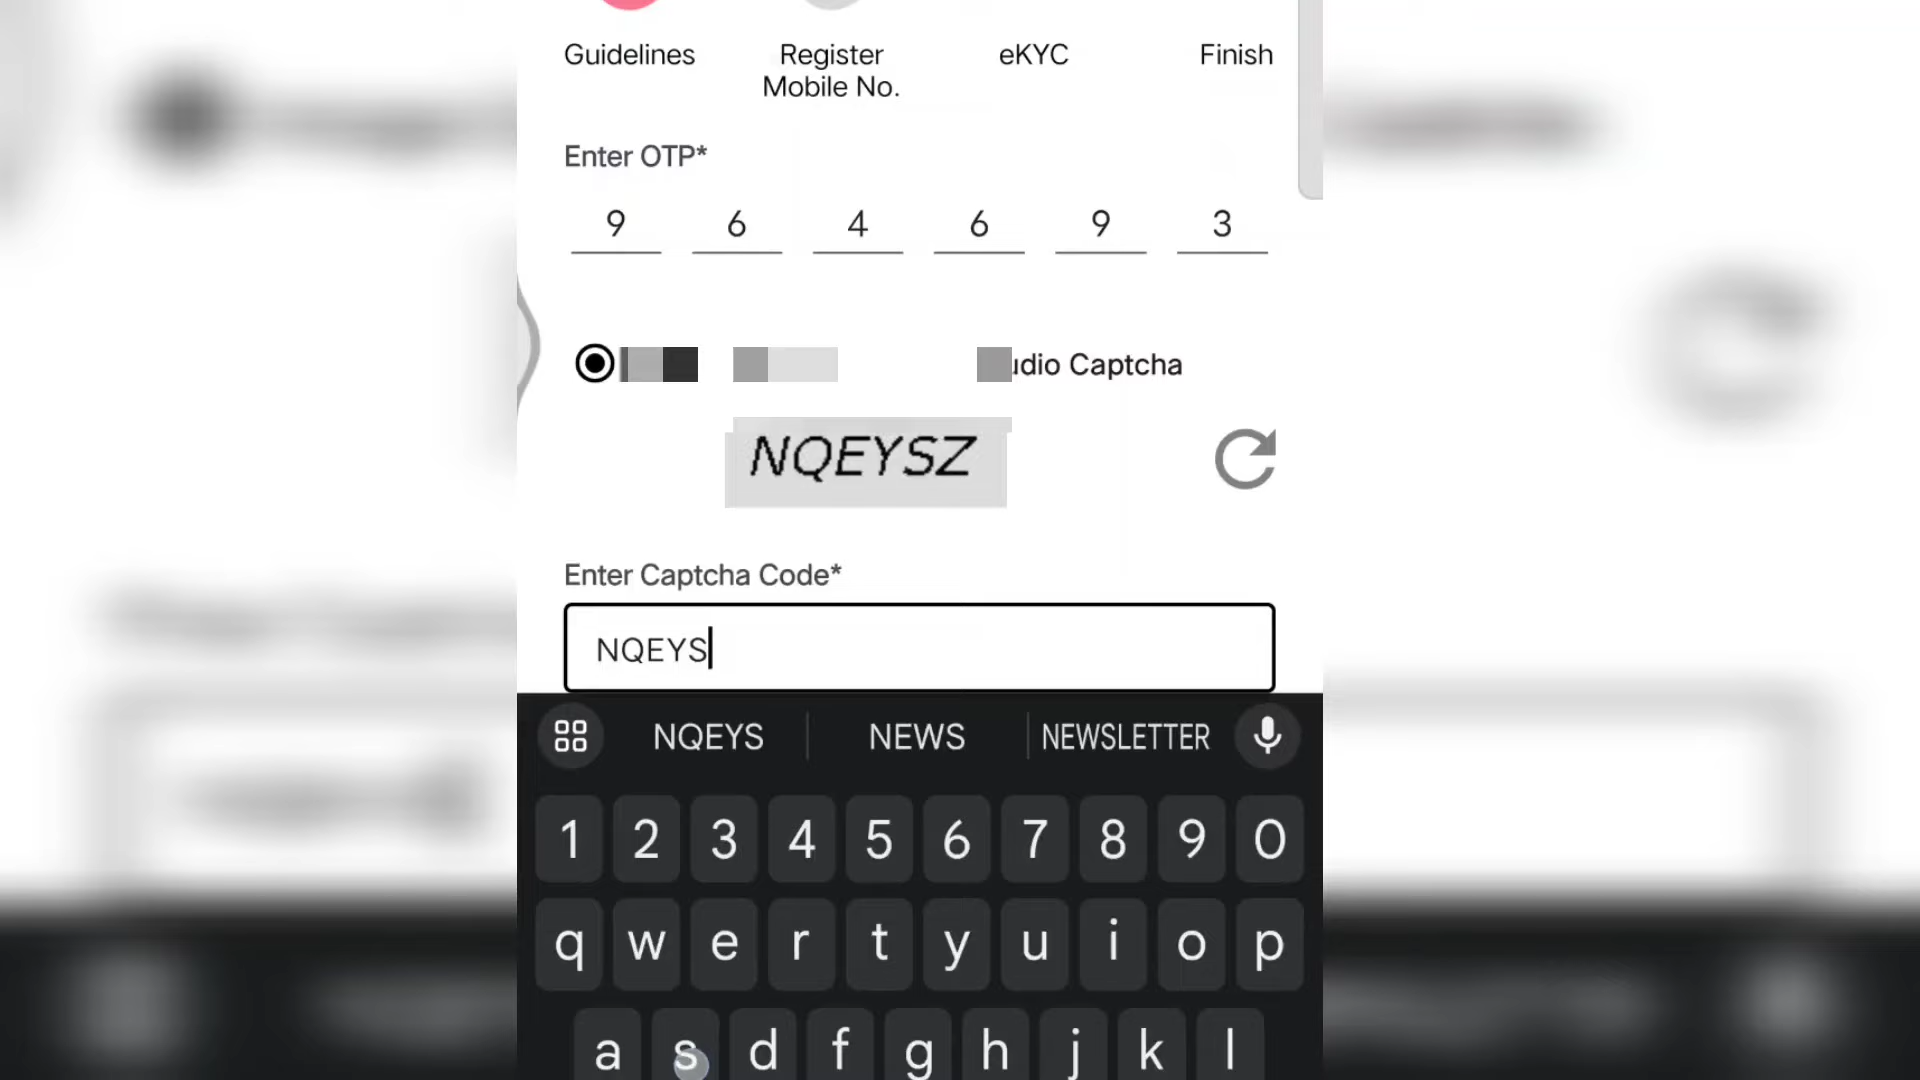 Guidelines Register Mobile No. eKYC Finish
Enter OTP*
9 6 4 6 9 3
udio Captcha
NQEYSZ
Enter Captcha Code*
NQEYS
NQEYS NEWS NEWSLETTER
1 2 3 4 5 6 7 8 9 0
q w e r t y u i o p
a s d f g h j k l